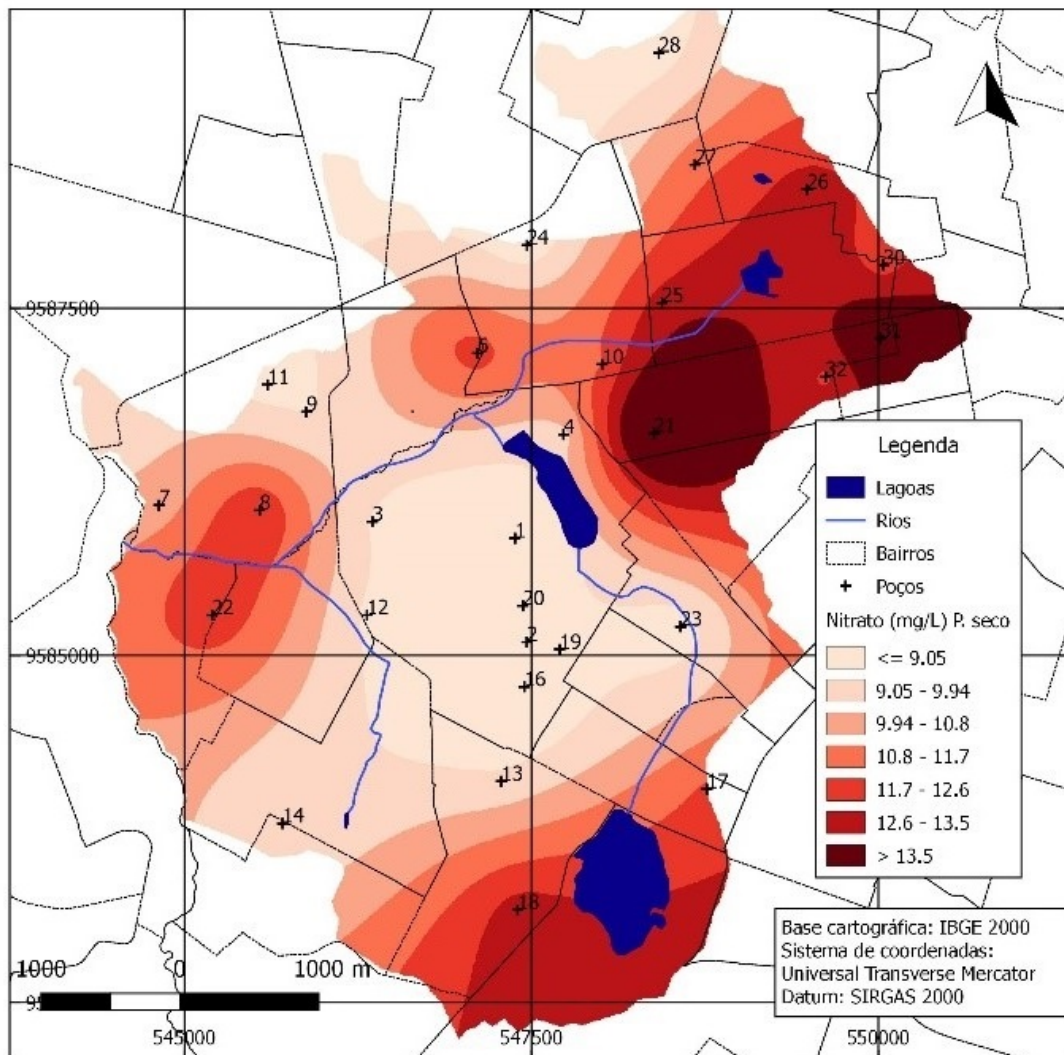 28
27
26
24
30
9587500
25
31
6
10
32
11
9
4
21
7
8
3
1
22
12
20
23
2
19
9585000
16
13
17
14
18
Legenda
Lagoas
Rios
Bairros
Poços
Nitrato (mg/L) P. seco
<= 9.05
9.05 - 9.94
9.94 - 10.8
10.8 - 11.7
11.7 - 12.6
12.6 - 13.5
> 13.5
Base cartográfica: IBGE 2000
Sistema de coordenadas:
Universal Transverse Mercator
Datum: SIRGAS 2000
1000 0 1000 m
545000 547500 550000